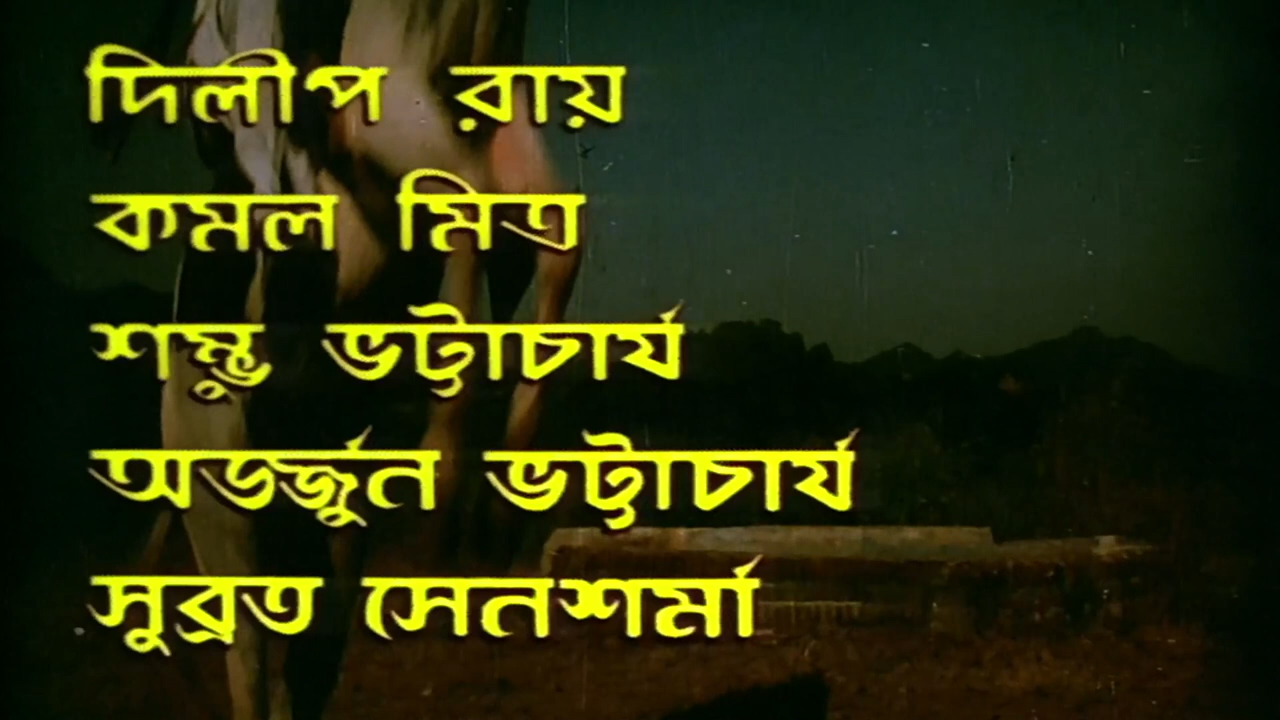 দিলীপ রায়
কমল মিত্র
শম্ভু ভট্টাচার্য
অর্জ্জুন ভট্টাচার্য
সুব্রত সেনশর্মা